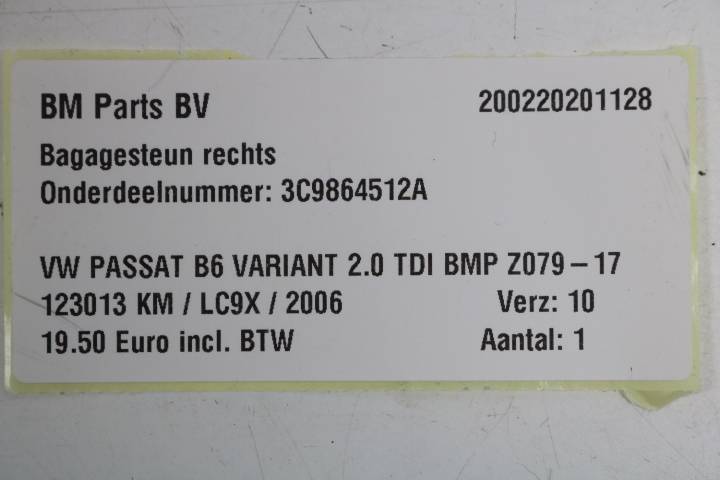 BM Parts BV 200220201128
Bagagesteun rechts
Onderdeelnummer: 3C9864512A
VW PASSAT B6 VARIANT 2.0 TDI BMP Z079-17
123013 KM / LC9X / 2006 Verz: 10
19.50 Euro incl. BTW Aantal: 1